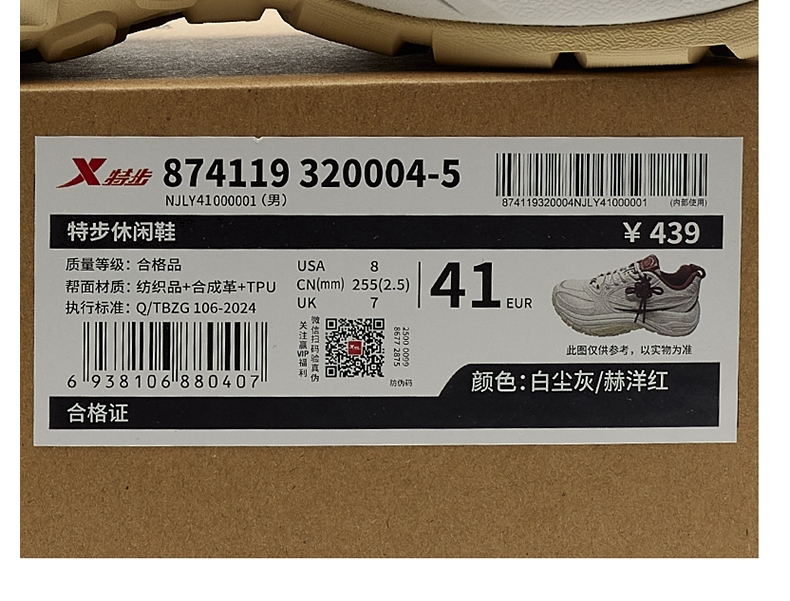 X 特步 874119 320004-5
NJLY41000001 (男)
874119320004NJLY41000001 (内部使用)
特步休闲鞋 ¥ 439
质量等级：合格品
帮面材质：纺织品+合成革+TPU
执行标准：Q/TBZG 106-2024
USA 8
CN(mm) 255(2.5)
UK 7
41 EUR
此图仅供参考，以实物为准
6 938106 880407
关注赢VIP福利
微信扫码验真伪
2500 0099
8677 2875
防伪码
颜色：白尘灰/赫洋红
合格证